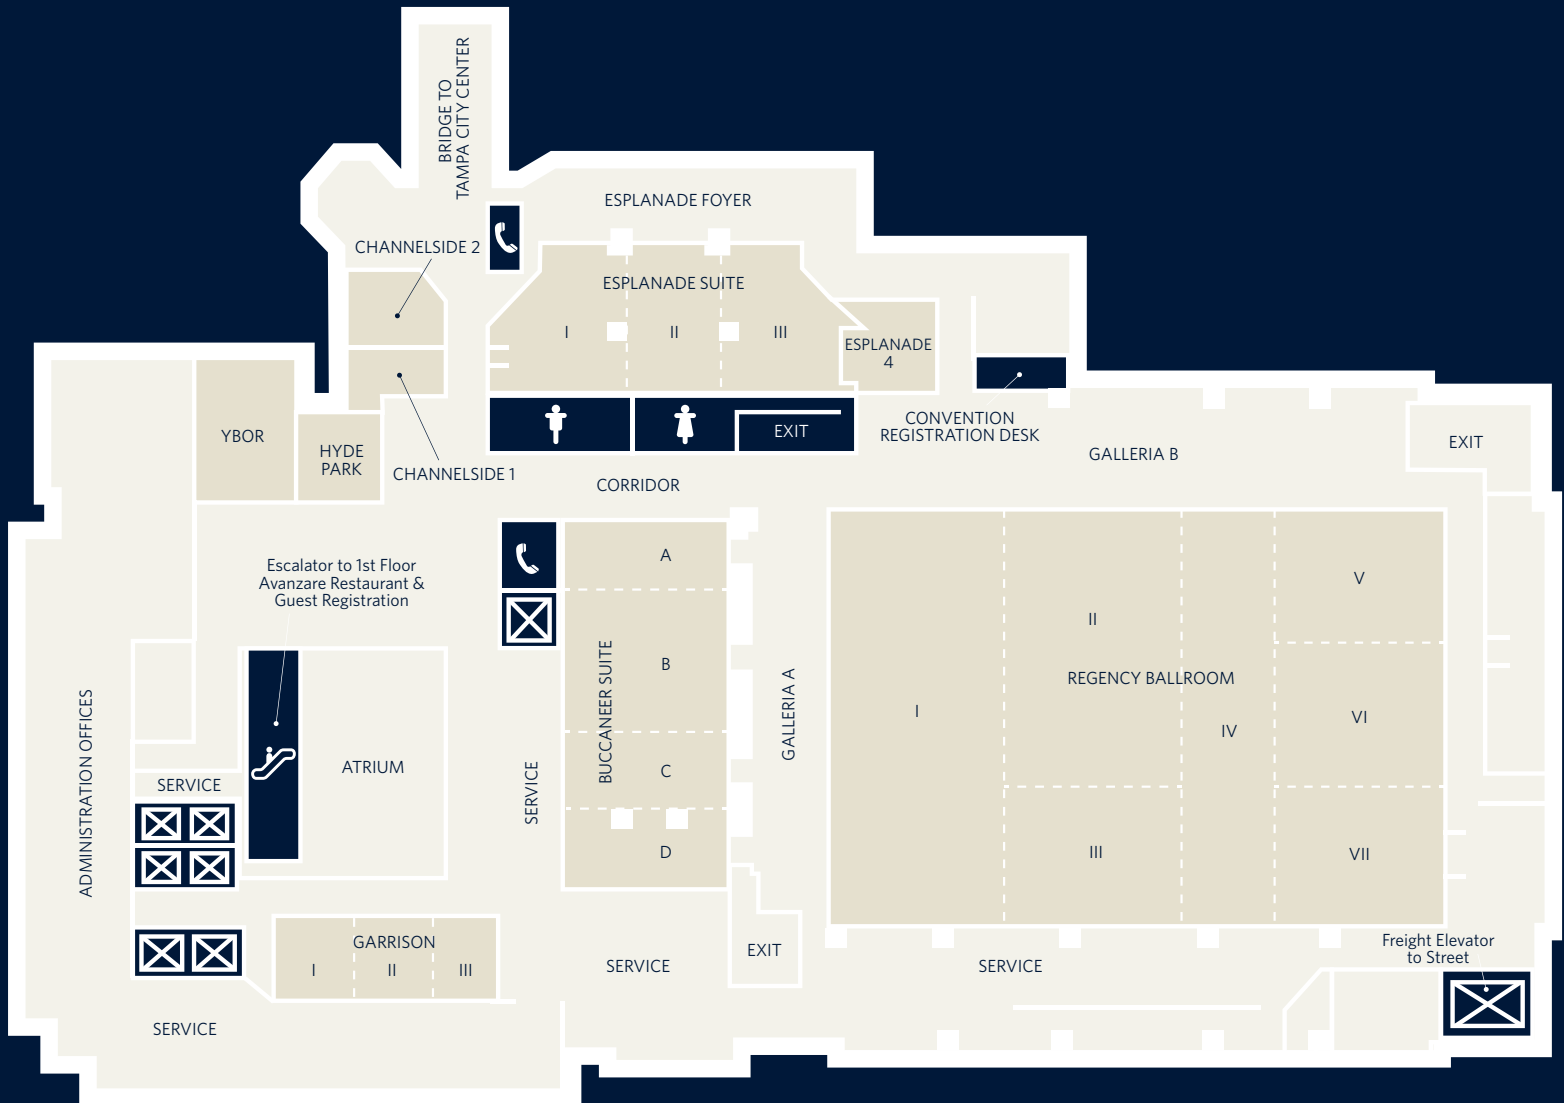 BRIDGE TO
TAMPA CITY CENTER
ESPLANADE FOYER
CHANNELSIDE 2
ESPLANADE SUITE
I
II
III
ESPLANADE
4
CONVENTION
REGISTRATION DESK
EXIT
YBOR
HYDE
PARK
CHANNELSIDE 1
CORRIDOR
GALLERIA B
EXIT
Escalator to 1st Floor
Avanzare Restaurant &
Guest Registration
ADMINISTRATION OFFICES
SERVICE
ATRIUM
SERVICE
BUCCANEER SUITE
A
B
C
D
GALLERIA A
REGENCY BALLROOM
I
II
III
IV
V
VI
VII
GARRISON
I
II
III
SERVICE
SERVICE
EXIT
SERVICE
Freight Elevator
to Street